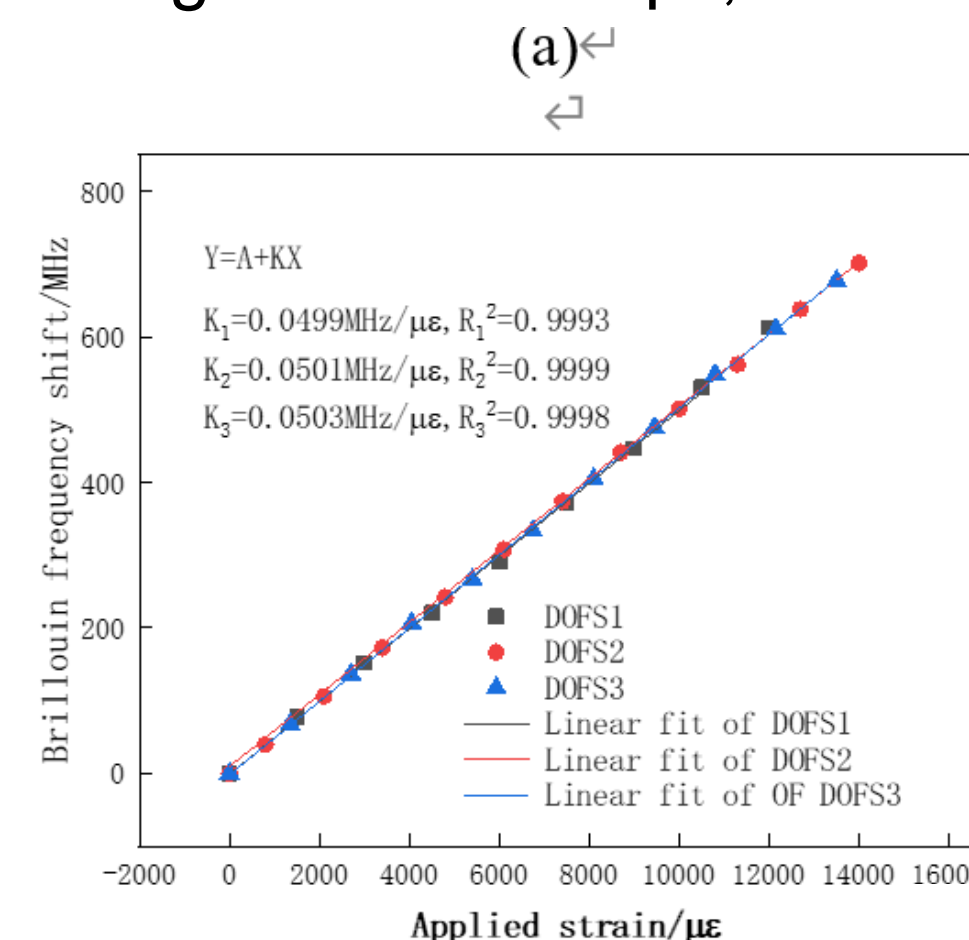 (a)↵
↵
800
600
400
200
0
Brillouin frequency shift/MHz
Y=A+KX
K₁=0.0499MHz/με, R₁²=0.9993
K₂=0.0501MHz/με, R₂²=0.9999
K₃=0.0503MHz/με, R₃²=0.9998
DOFS1
DOFS2
DOFS3
Linear fit of DOFS1
Linear fit of DOFS2
Linear fit of OF DOFS3
-2000 0 2000 4000 6000 8000 10000 12000 14000 1600
Applied strain/με